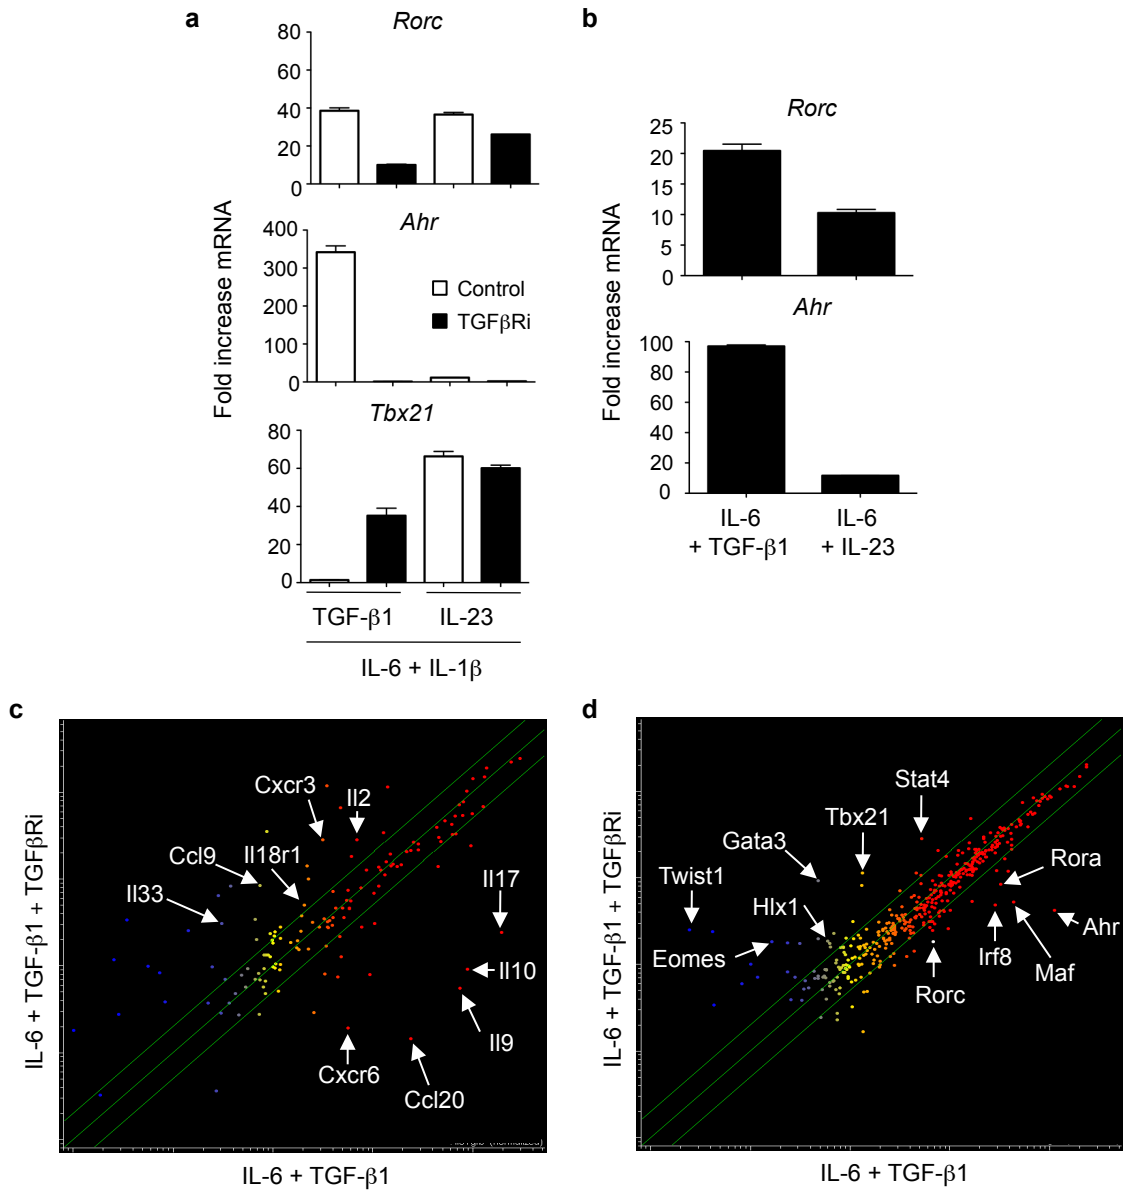 a
Rorc
80
60
40
20
0
Fold increase mRNA
Ahr
400
300
200
100
0
Control
TGFβRi
Tbx21
80
60
40
20
0
TGF-β1
IL-23
IL-6 + IL-1β
b
Rorc
25
20
15
10
5
0
Fold increase mRNA
Ahr
100
80
60
40
20
0
IL-6
+ TGF-β1
IL-6
+ IL-23
c
IL-6 + TGF-β1 + TGFβRi
Cxcr3
Il2
Ccl9
Il18r1
Il33
Il17
Il10
Il9
Cxcr6
Ccl20
IL-6 + TGF-β1
d
IL-6 + TGF-β1 + TGFβRi
Stat4
Tbx21
Gata3
Twist1
Hlx1
Rora
Eomes
Ahr
Irf8
Maf
Rorc
IL-6 + TGF-β1